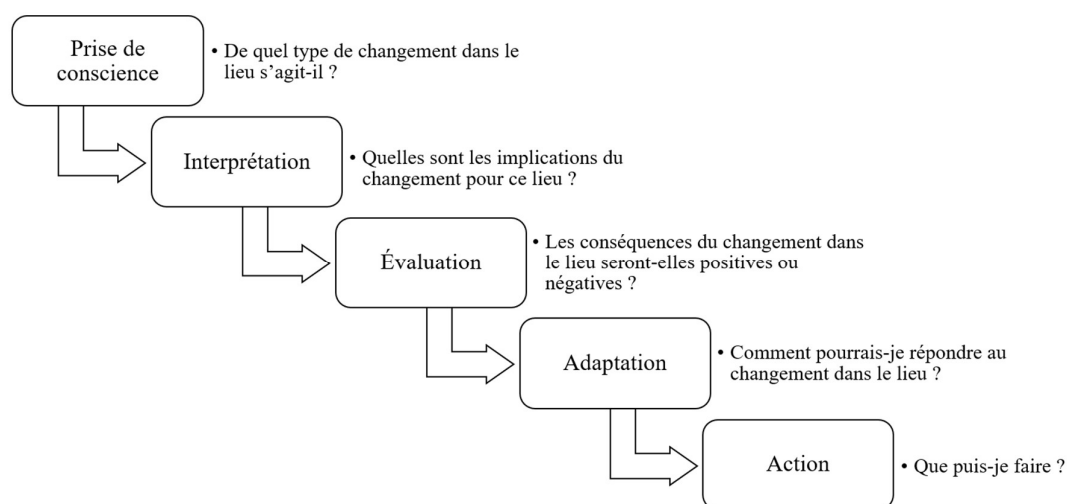 Prise de
conscience
• De quel type de changement dans le
lieu s’agit-il ?
Interprétation
• Quelles sont les implications du
changement pour ce lieu ?
Évaluation
• Les conséquences du changement dans
le lieu seront-elles positives ou
négatives ?
Adaptation
• Comment pourrais-je répondre au
changement dans le lieu ?
Action
• Que puis-je faire ?